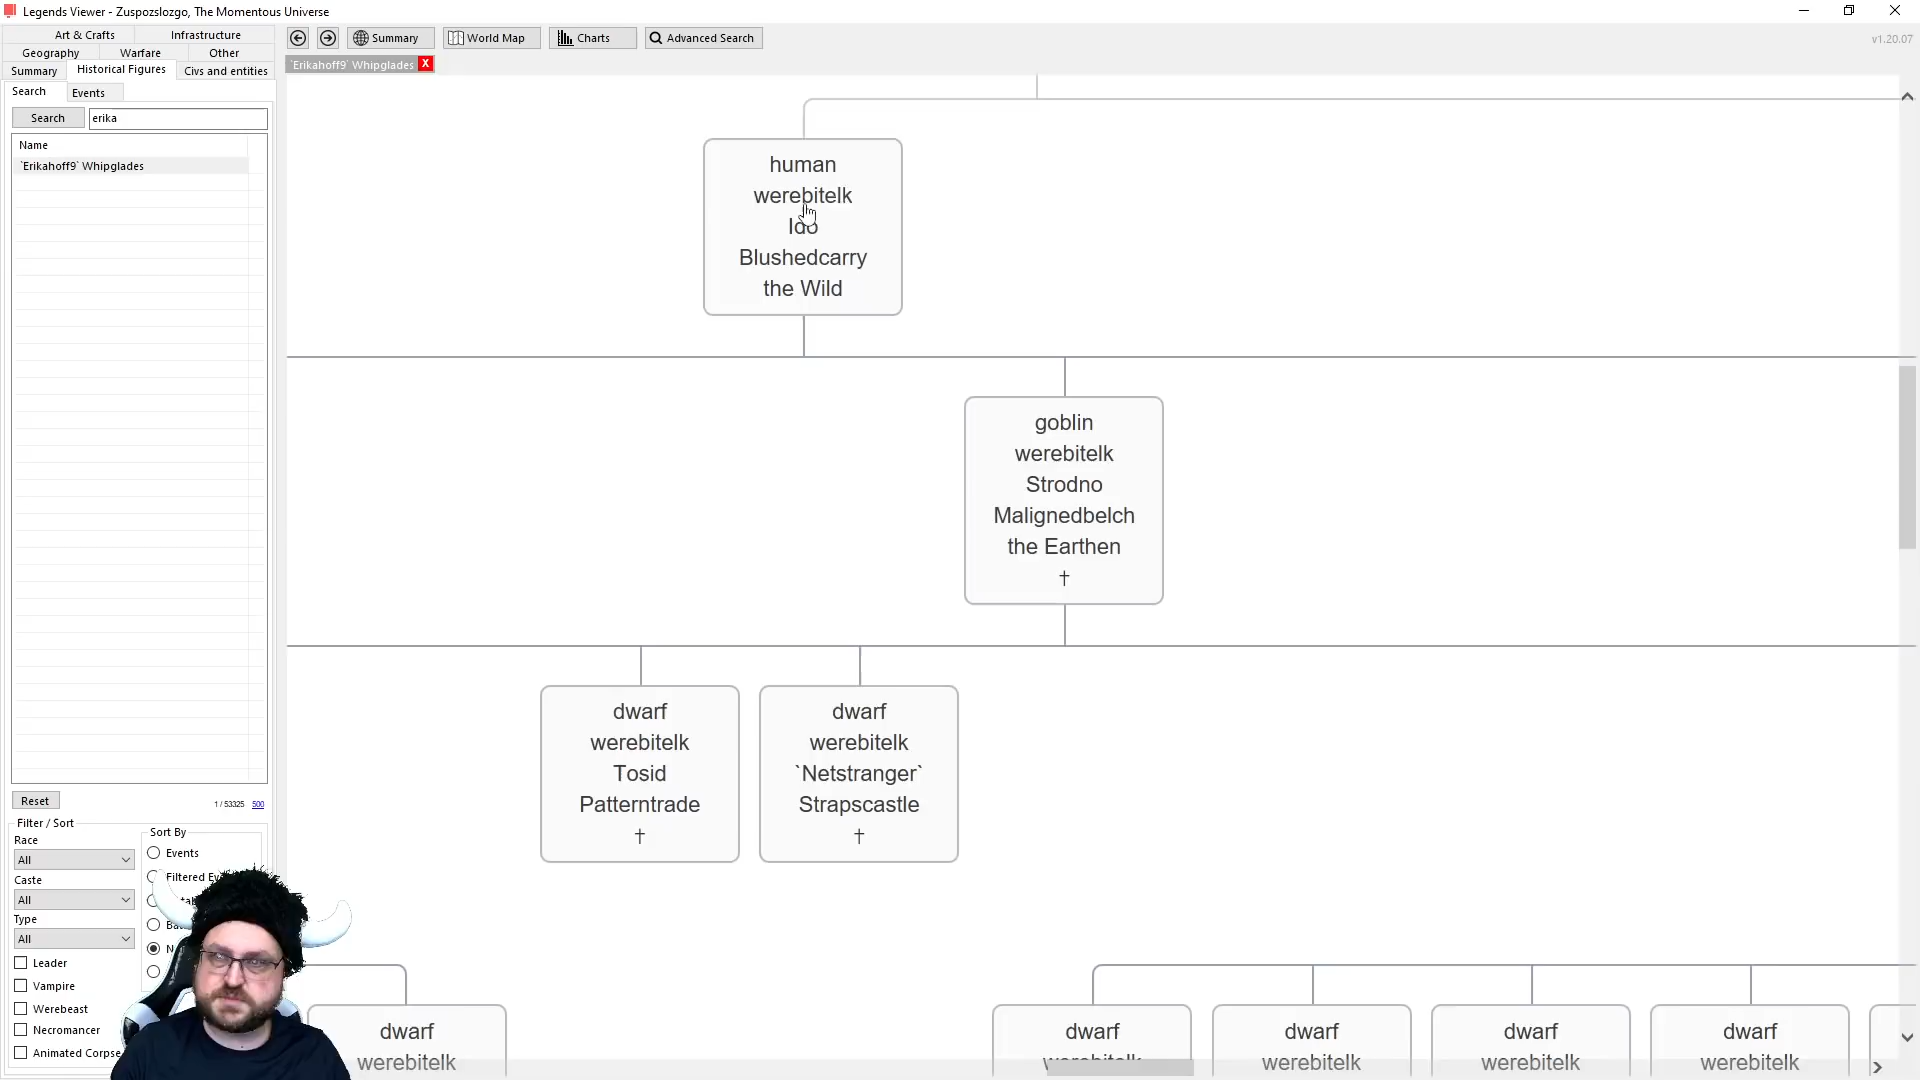 Legends Viewer - Zuspozslozgo, The Momentous Universe
Art & Crafts Infrastructure
Geography Warfare Other
Summary Historical Figures Civs and entities
Search Events
Search erika
Name
`Erikahoff9` Whipglades
Reset 1 / 53325 500
Filter / Sort
Race
All
Caste
All
Type
All
Leader
Vampire
Werebeast
Necromancer
Animated Corpse
Sort By
Events
Filtered
Summary World Map Charts Advanced Search
v1.20.07
`Erikahoff9` Whipglades X
human
werebitelk
Ido
Blushedcarry
the Wild
goblin
werebitelk
Strodno
Malignedbelch
the Earthen
†
dwarf
werebitelk
Tosid
Patterntrade
†
dwarf
werebitelk
`Netstranger`
Strapscastle
†
dwarf
werebitelk
dwarf
werebitelk
dwarf
werebitelk
dwarf
werebitelk
dwarf
werebitelk